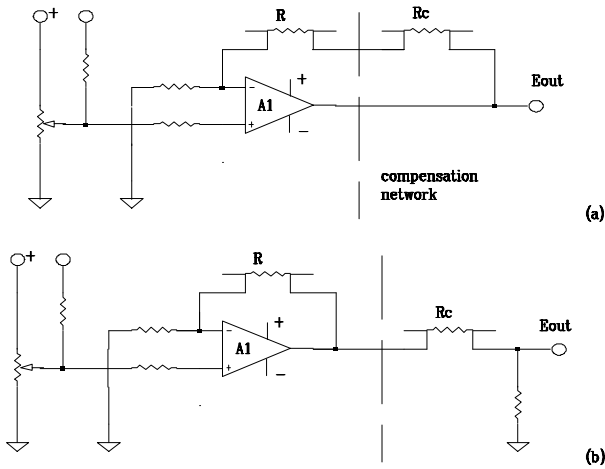 R
Rc
+
Eout
−
+
A1
+
−
compensation
network
(a)
+
R
Rc
Eout
+
−
A1
+
−
(b)